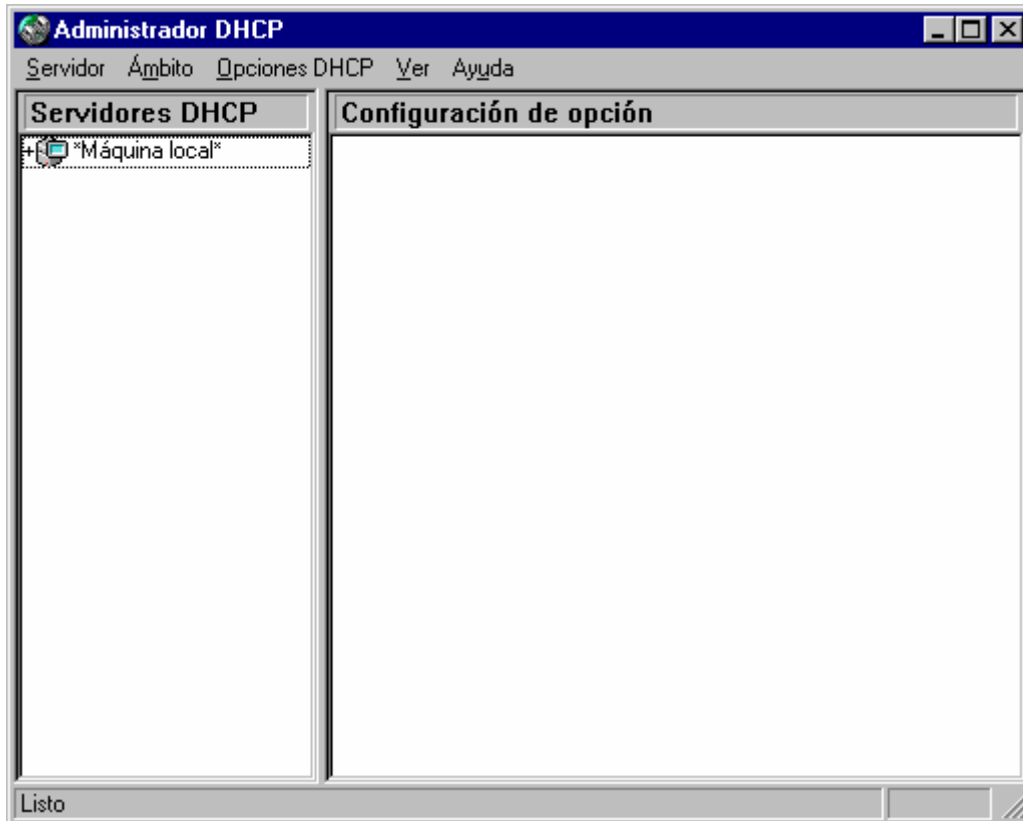 Administrador DHCP
Servidor Ámbito Opciones DHCP Ver Ayuda
Servidores DHCP
Configuración de opción
+ *Máquina local*
Listo